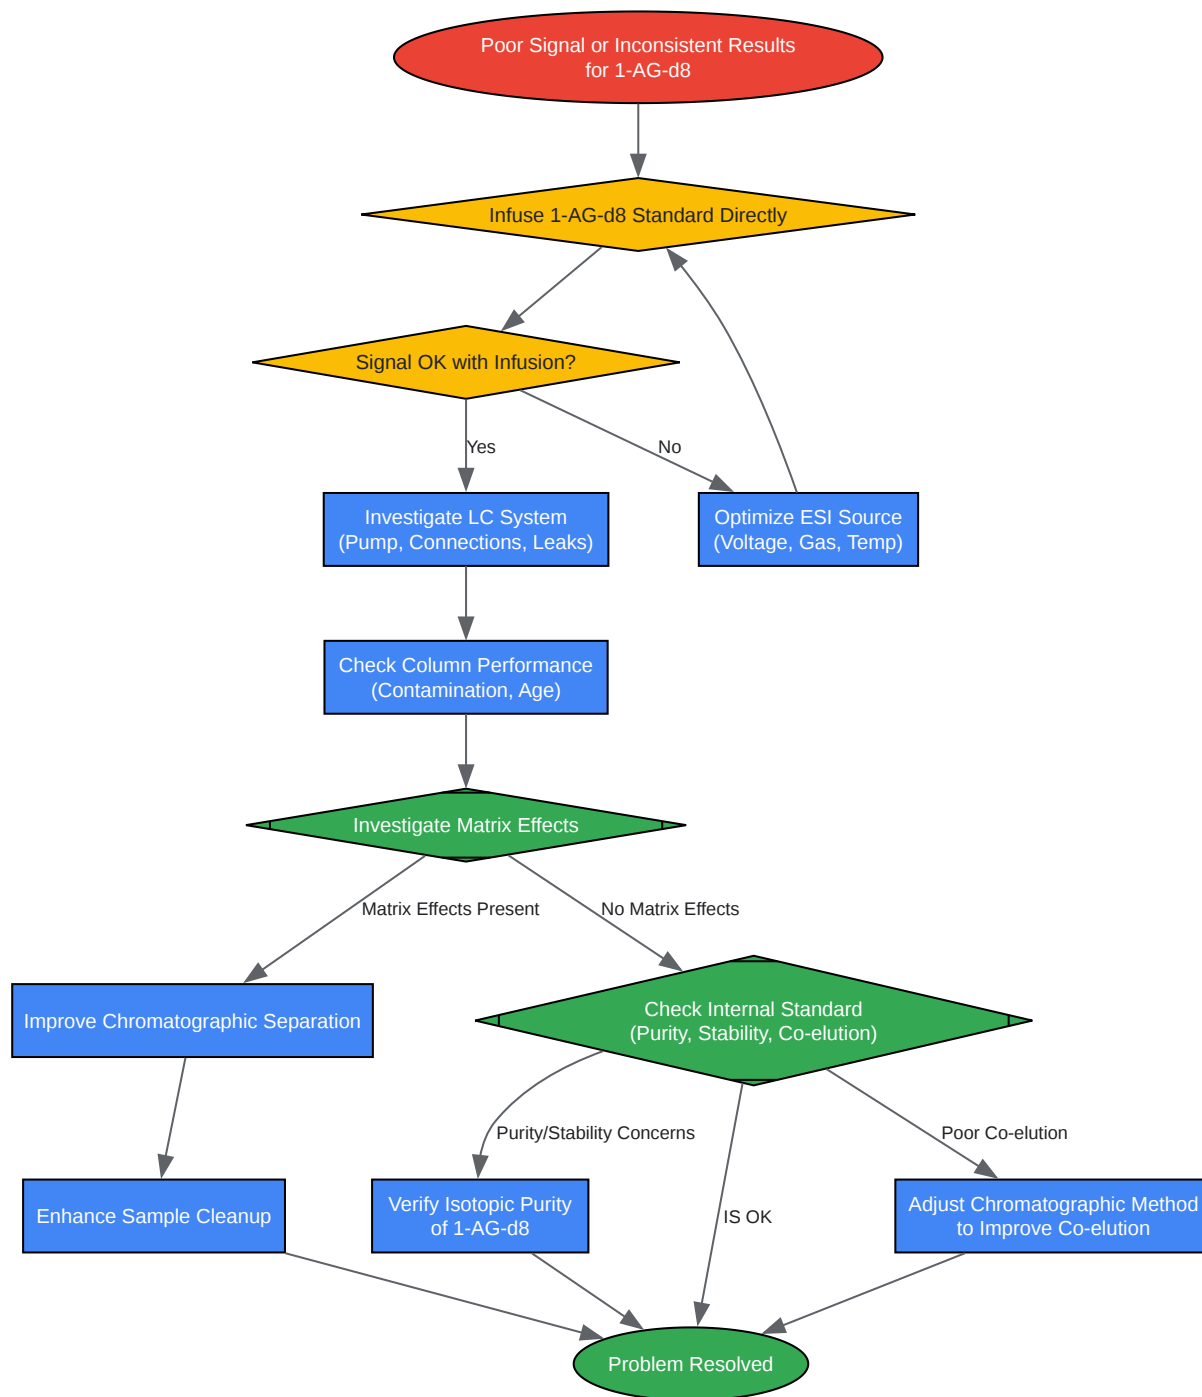 Poor Signal or Inconsistent Results
for 1-AG-d8
Infuse 1-AG-d8 Standard Directly
Signal OK with Infusion?
Yes
No
Investigate LC System
(Pump, Connections, Leaks)
Optimize ESI Source
(Voltage, Gas, Temp)
Check Column Performance
(Contamination, Age)
Investigate Matrix Effects
Matrix Effects Present
No Matrix Effects
Improve Chromatographic Separation
Check Internal Standard
(Purity, Stability, Co-elution)
Purity/Stability Concerns
Poor Co-elution
Enhance Sample Cleanup
Verify Isotopic Purity
of 1-AG-d8
IS OK
Adjust Chromatographic Method
to Improve Co-elution
Problem Resolved